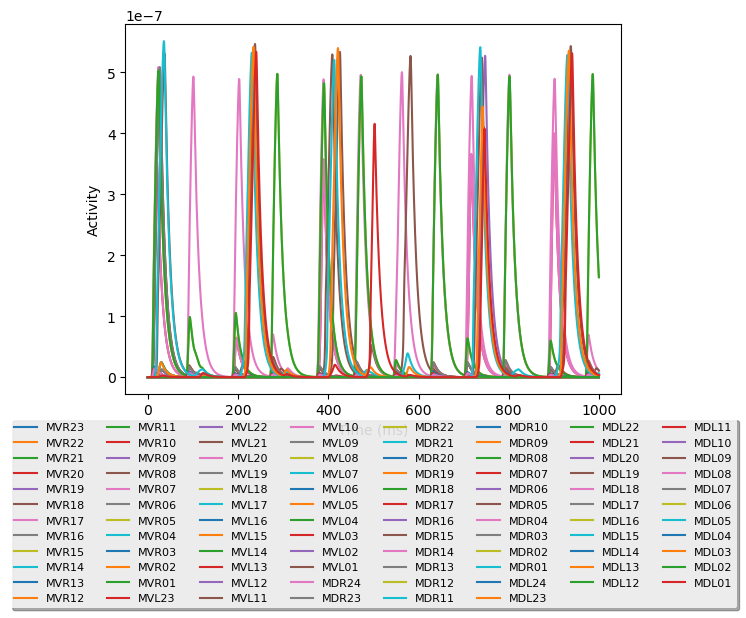 1e−7
5
4
3
2
1
0
Activity
0 200 400 600 800 1000
Time (ms)
MVR23 MVR11 MVL22 MVL10 MDR22 MDR10 MDL22 MDL11
MVR22 MVR10 MVL21 MVL09 MDR21 MDR09 MDL21 MDL10
MVR21 MVR09 MVL20 MVL08 MDR20 MDR08 MDL20 MDL09
MVR20 MVR08 MVL19 MVL07 MDR19 MDR07 MDL19 MDL08
MVR19 MVR07 MVL18 MVL06 MDR18 MDR06 MDL18 MDL07
MVR18 MVR06 MVL17 MVL05 MDR17 MDR05 MDL17 MDL06
MVR17 MVR05 MVL16 MVL04 MDR16 MDR04 MDL16 MDL05
MVR16 MVR04 MVL15 MVL03 MDR15 MDR03 MDL15 MDL04
MVR15 MVR03 MVL14 MVL02 MDR14 MDR02 MDL14 MDL03
MVR14 MVR02 MVL13 MVL01 MDR13 MDR01 MDL13 MDL02
MVR13 MVR01 MVL12 MDR24 MDR12 MDL24 MDL12 MDL01
MVR12 MVL23 MVL11 MDR23 MDR11 MDL23